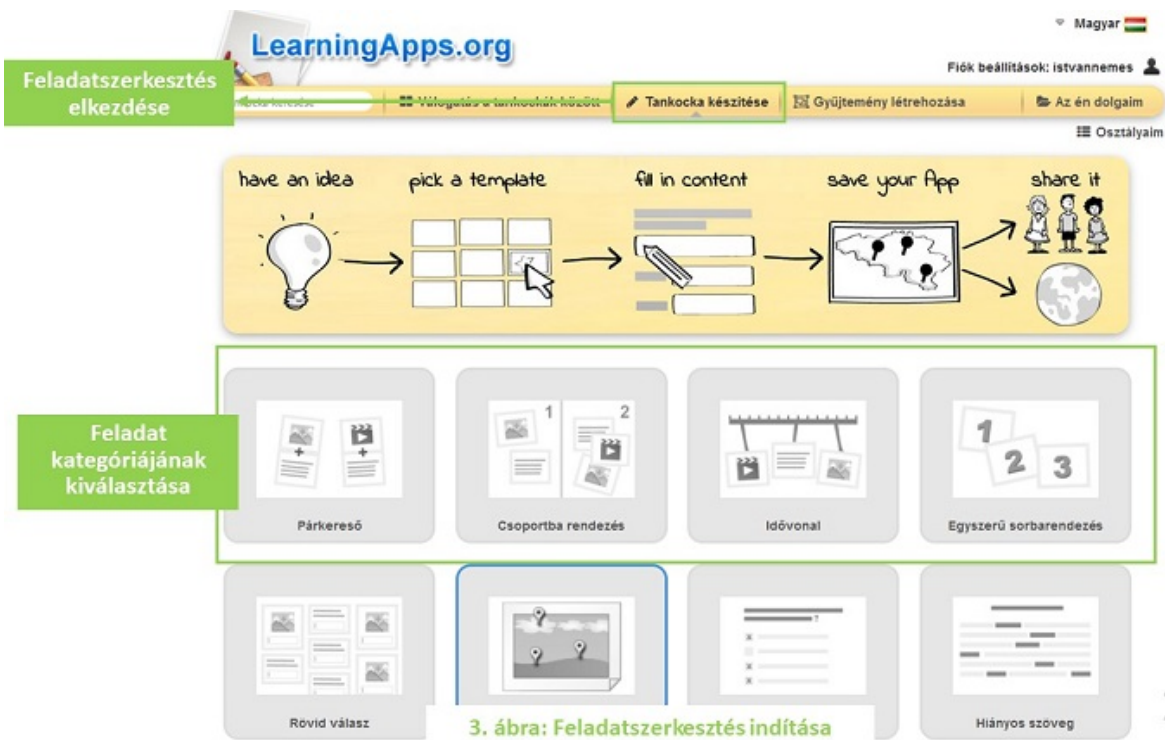 LearningApps.org
Magyar
Fiók beállítások: istvannemes
Feladatszerkesztés
elkezdése
Válogatás a tankockák között
Tankocka készítése
Gyűjtemény létrehozása
Az én dolgaim
Osztályaim
have an idea
pick a template
fill in content
save your App
share it
Feladat
kategóriájának
kiválasztása
1
2
1
2
3
Párkereső
Csoportba rendezés
Idővonal
Egyszerű sorbarendezés
?
Rövid válasz
Hiányos szöveg
3. ábra: Feladatszerkesztés indítása